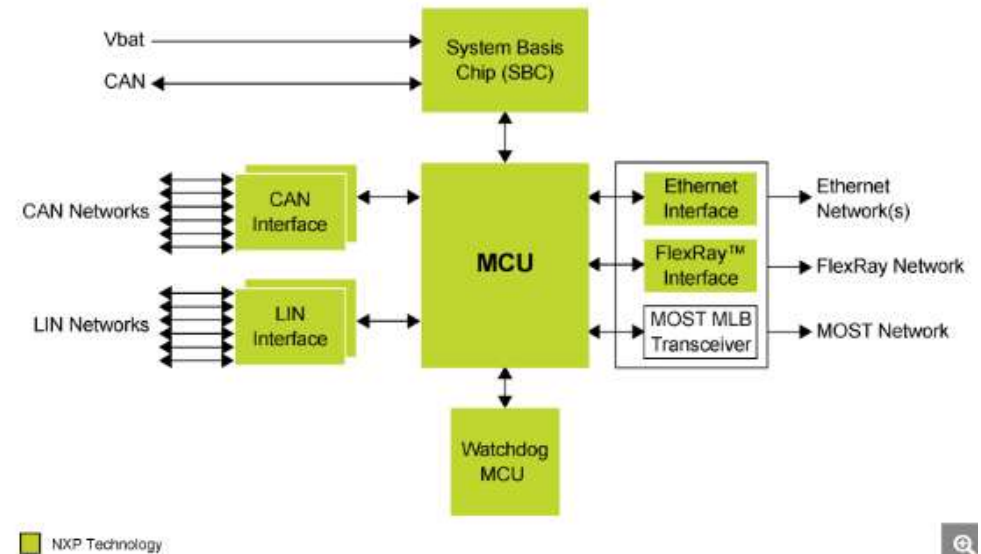 Vbat
CAN
System Basis
Chip (SBC)
CAN Networks
CAN
Interface
LIN Networks
LIN
Interface
MCU
Ethernet
Interface
Ethernet
Network(s)
FlexRay™
Interface
FlexRay Network
MOST MLB
Transceiver
MOST Network
Watchdog
MCU
NXP Technology